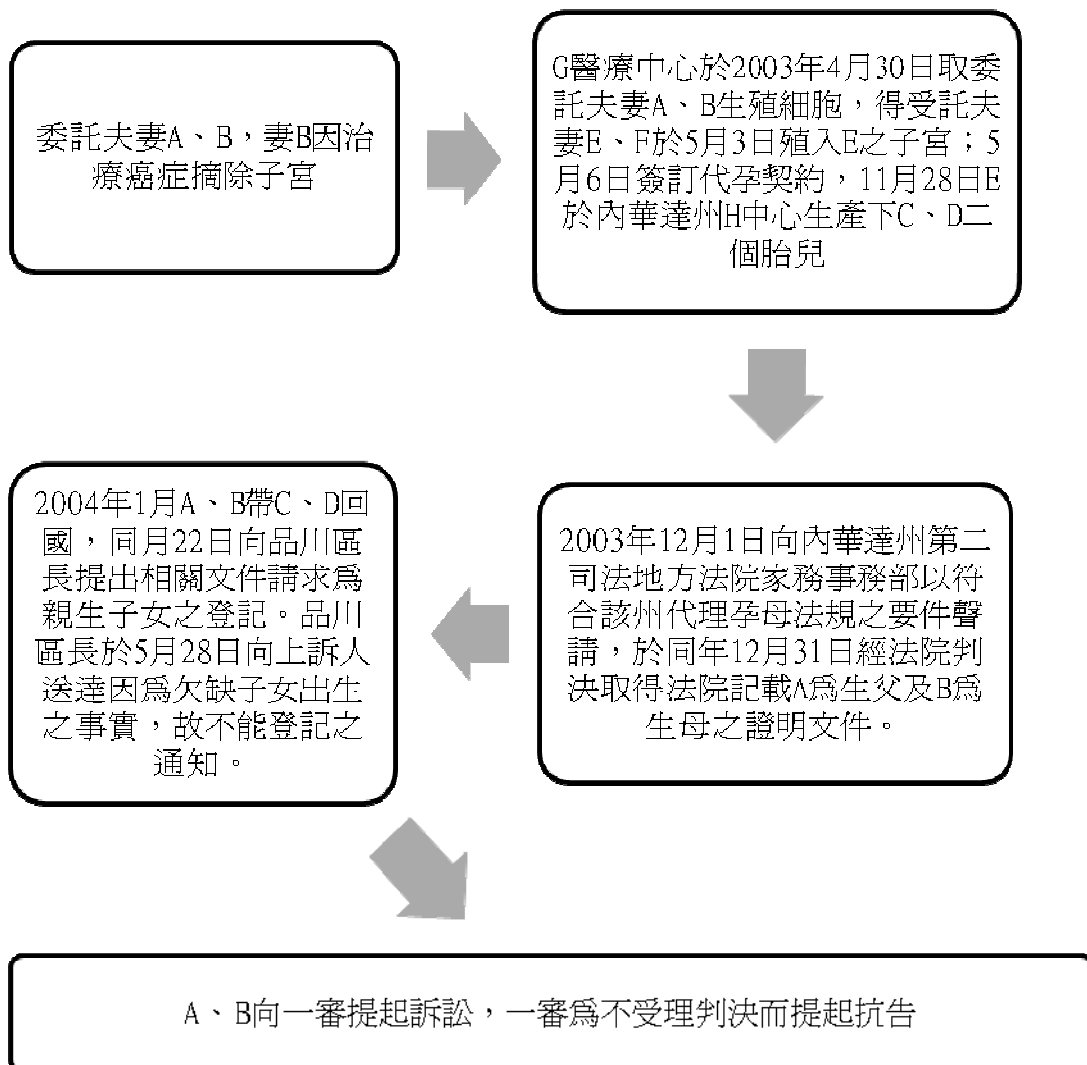 委託夫妻A、B，妻B因治
療癌症摘除子宮
G醫療中心於2003年4月30日取委
託夫妻A、B生殖細胞，得受託夫
妻E、F於5月3日殖入E之子宮；5
月6日簽訂代孕契約，11月28日E
於內華達州H中心生產下C、D二
個胎兒
2003年12月1日向內華達州第二
司法地方法院家務事務部以符
合該州代理孕母法規之要件聲
請，於同年12月31日經法院判
決取得法院記載A爲生父及B爲
生母之證明文件。
2004年1月A、B帶C、D回
國，同月22日向品川區
長提出相關文件請求爲
親生子女之登記。品川
區長於5月28日向上訴人
送達因爲欠缺子女出生
之事實，故不能登記之
通知。
A、B向一審提起訴訟，一審爲不受理判決而提起抗告